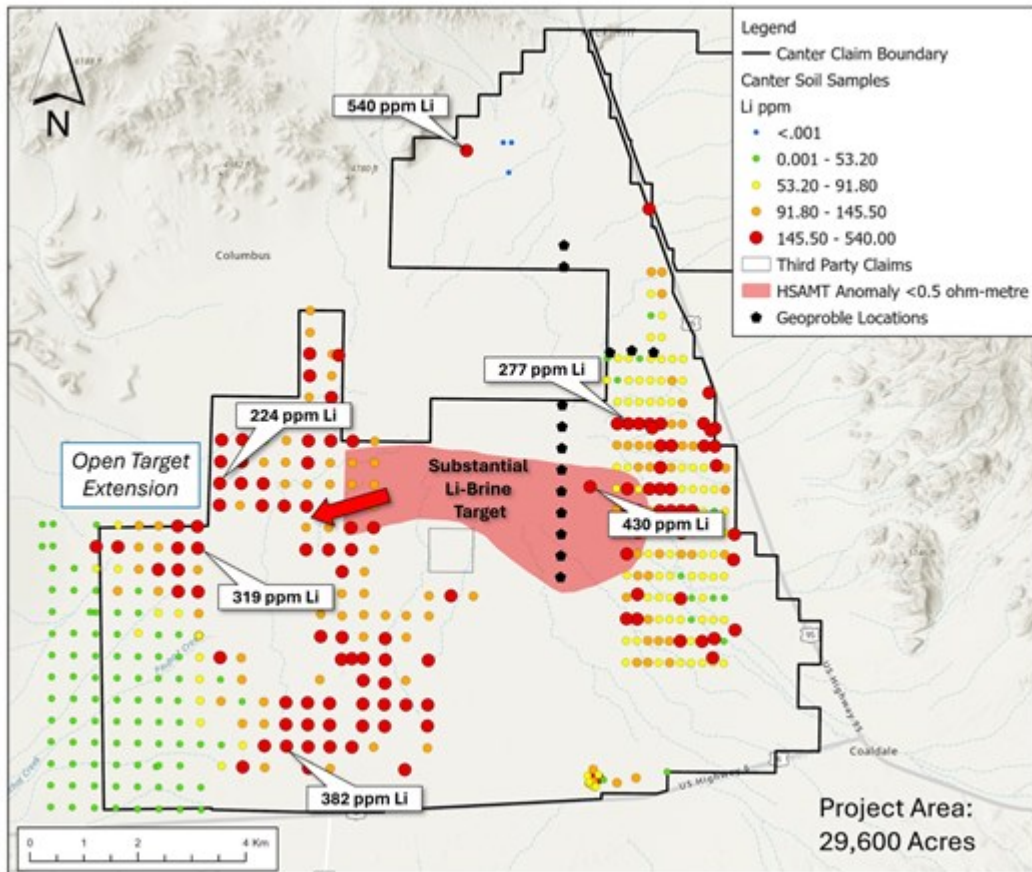 N
540 ppm Li
Columbus
Legend
Canter Claim Boundary
Canter Soil Samples
Li ppm
<.001
0.001 - 53.20
53.20 - 91.80
91.80 - 145.50
145.50 - 540.00
Third Party Claims
HSAMT Anomaly <0.5 ohm-metre
Geoproble Locations
277 ppm Li
224 ppm Li
Open Target
Extension
Substantial
Li-Brine
Target
430 ppm Li
319 ppm Li
382 ppm Li
95
US Highway 95
US Highway 6
6
Coaldale
Creek
Project Area:
29,600 Acres
0 2 4 Km